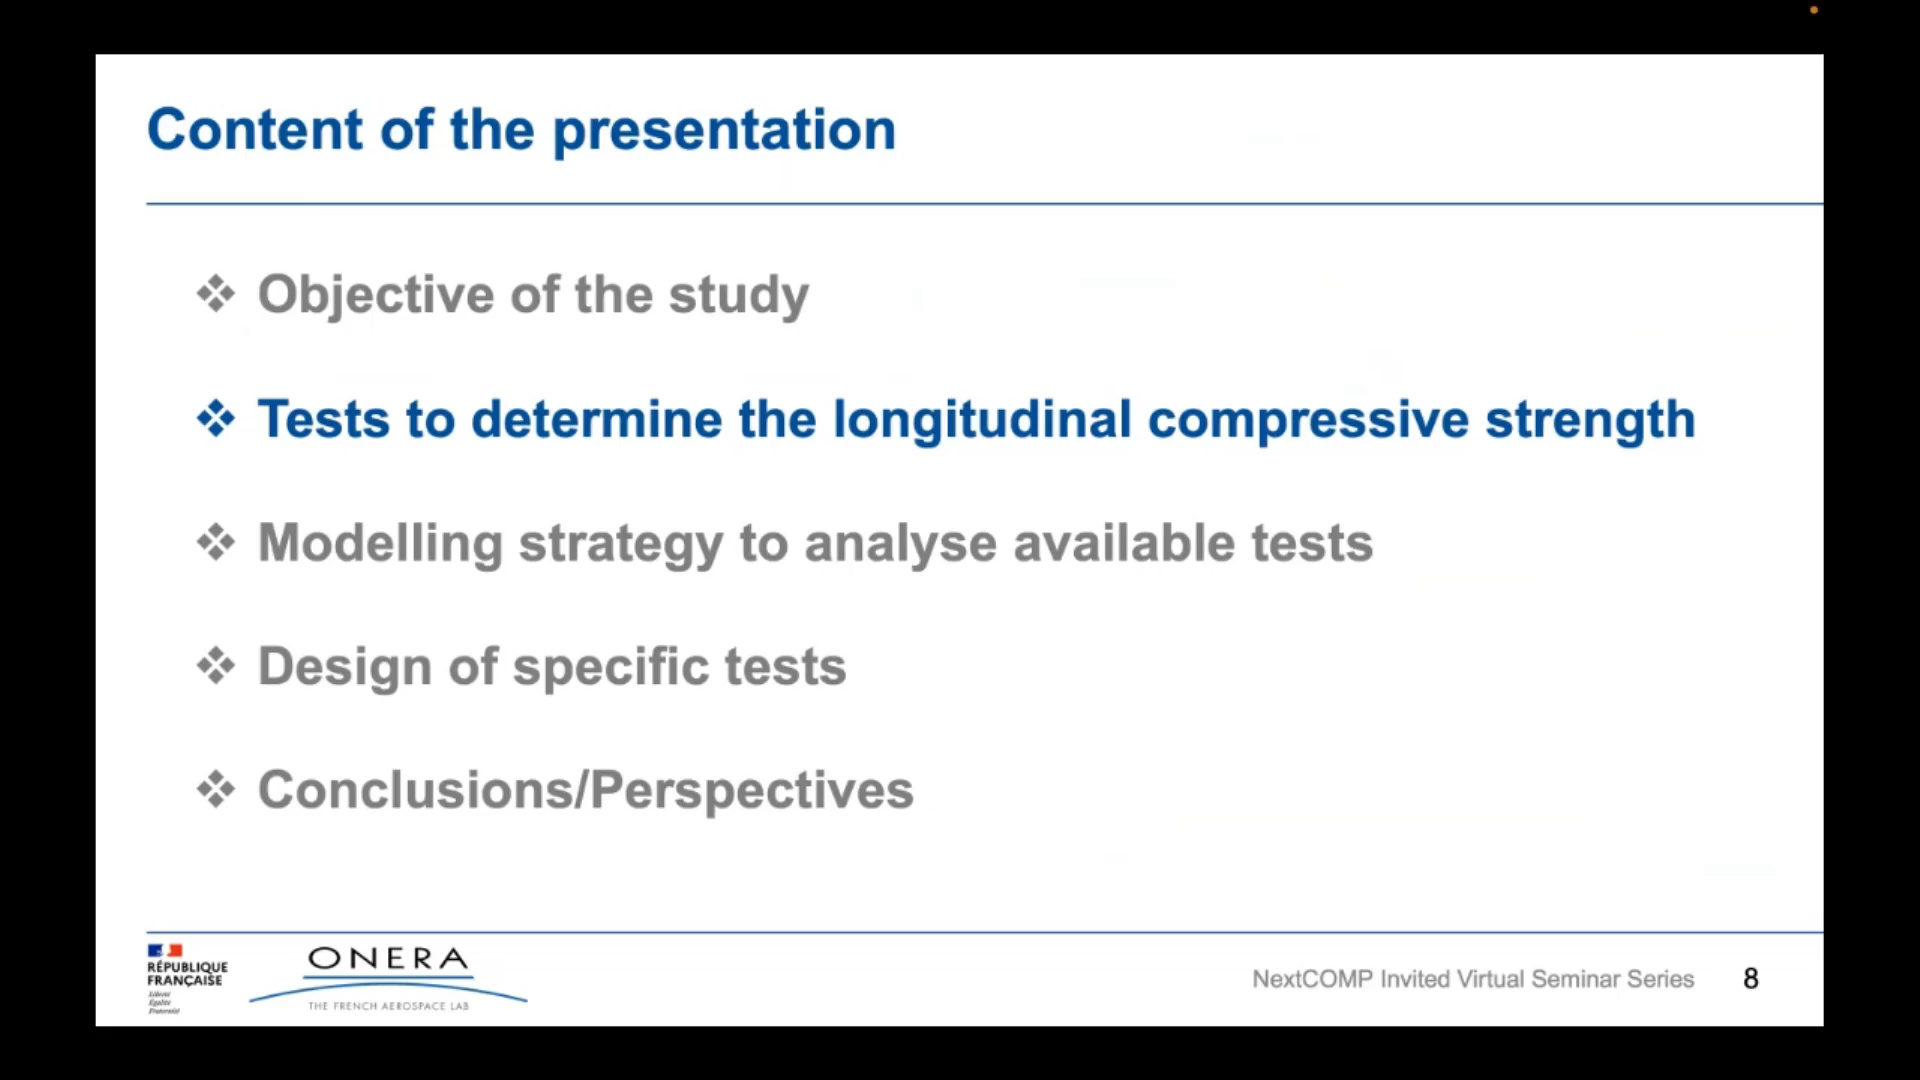 Content of the presentation
❖ Objective of the study
❖ Tests to determine the longitudinal compressive strength
❖ Modelling strategy to analyse available tests
❖ Design of specific tests
❖ Conclusions/Perspectives
RÉPUBLIQUE
FRANÇAISE
Liberté
Égalité
Fraternité
ONERA
THE FRENCH AEROSPACE LAB
NextCOMP Invited Virtual Seminar Series 8